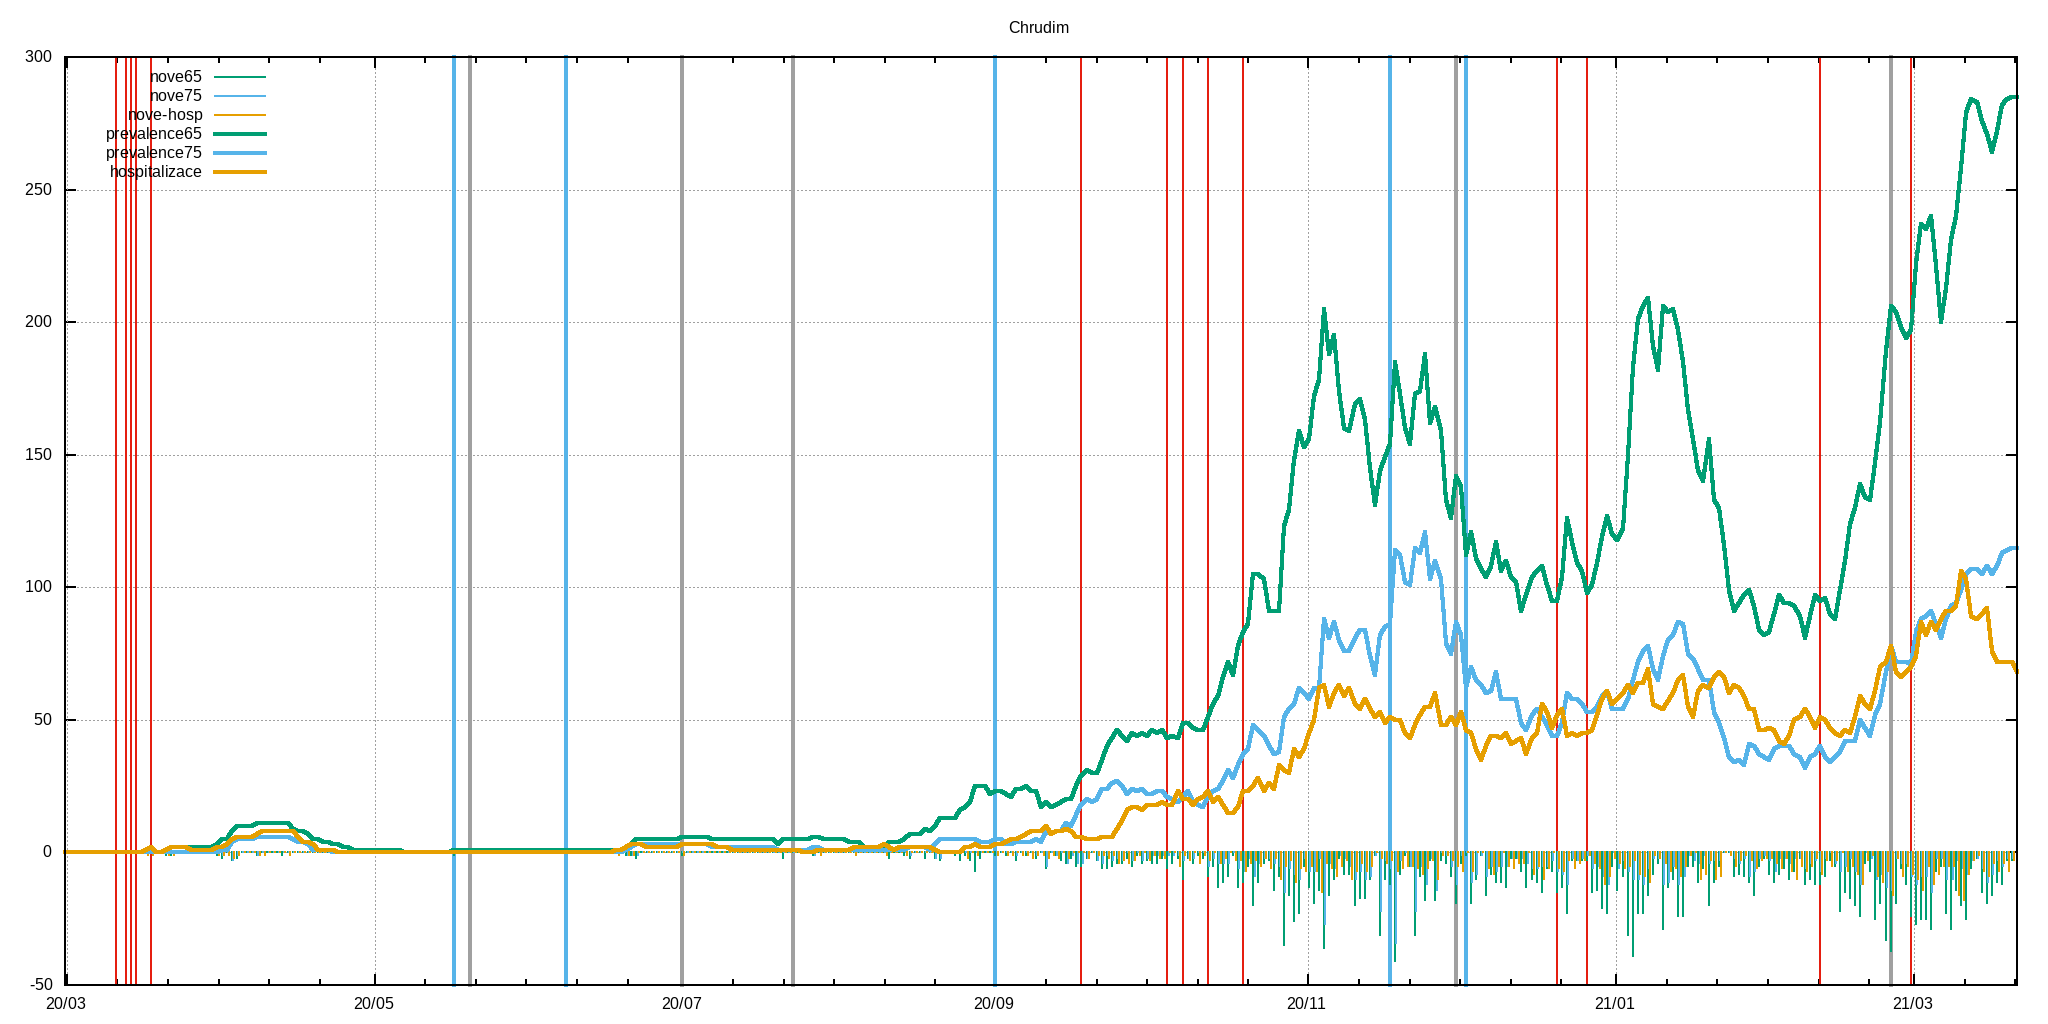 Chrudim
300
250
200
150
100
50
0
-50
nove65
nove75
nove-hosp
prevalence65
prevalence75
hospitalizace
20/03 20/05 20/07 20/09 20/11 21/01 21/03